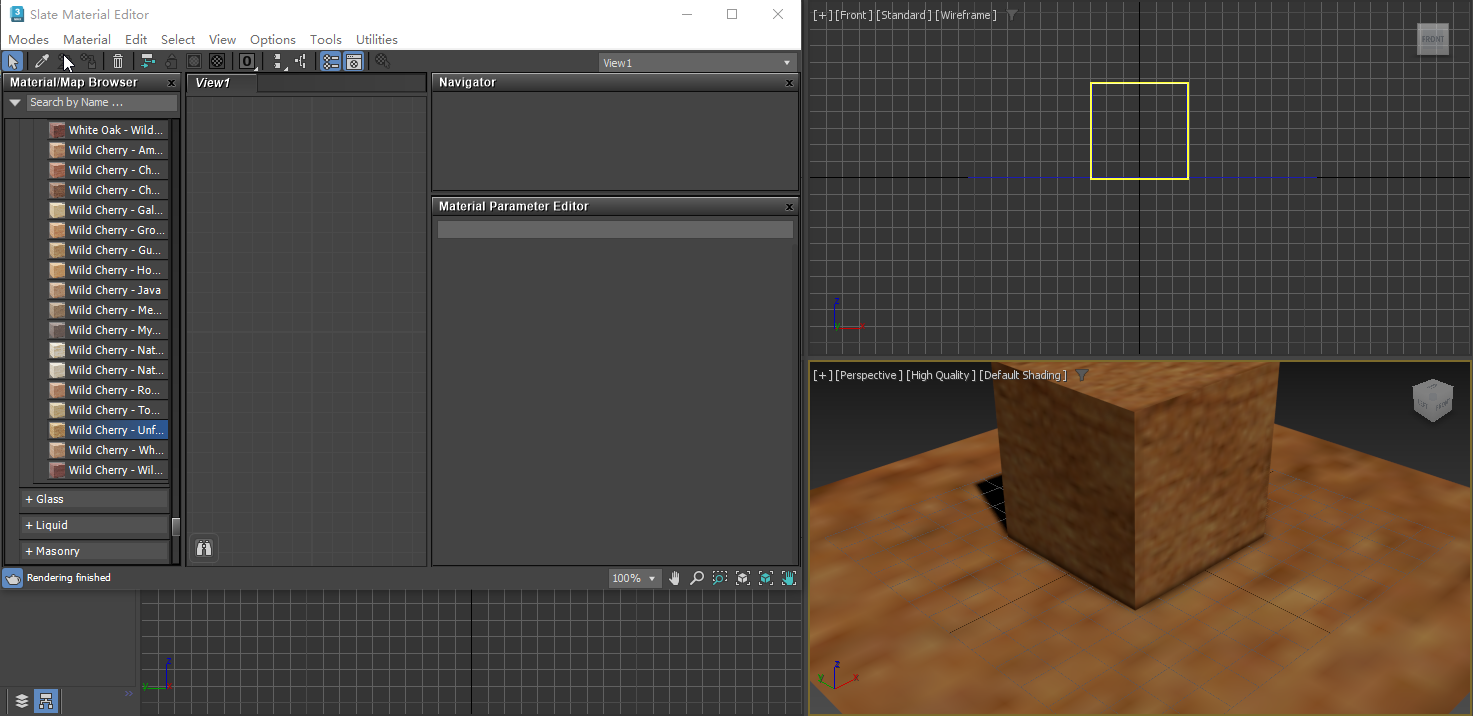 Slate Material Editor
Modes Material Edit Select View Options Tools Utilities
0
View1
Material/Map Browser x
Search by Name ...
White Oak - Wild...
Wild Cherry - Am...
Wild Cherry - Ch...
Wild Cherry - Ch...
Wild Cherry - Gal...
Wild Cherry - Gro...
Wild Cherry - Gu...
Wild Cherry - Ho...
Wild Cherry - Java
Wild Cherry - Me...
Wild Cherry - My...
Wild Cherry - Nat...
Wild Cherry - Nat...
Wild Cherry - Ro...
Wild Cherry - To...
Wild Cherry - Unf...
Wild Cherry - Wh...
Wild Cherry - Wil...
+ Glass
+ Liquid
+ Masonry
View1
Navigator x
Material Parameter Editor x
Rendering finished
100%
z
y
[+] [Front ] [Standard ] [Wireframe ]
FRONT
z
[+] [Perspective ] [High Quality ] [Default Shading ]
z
y
x